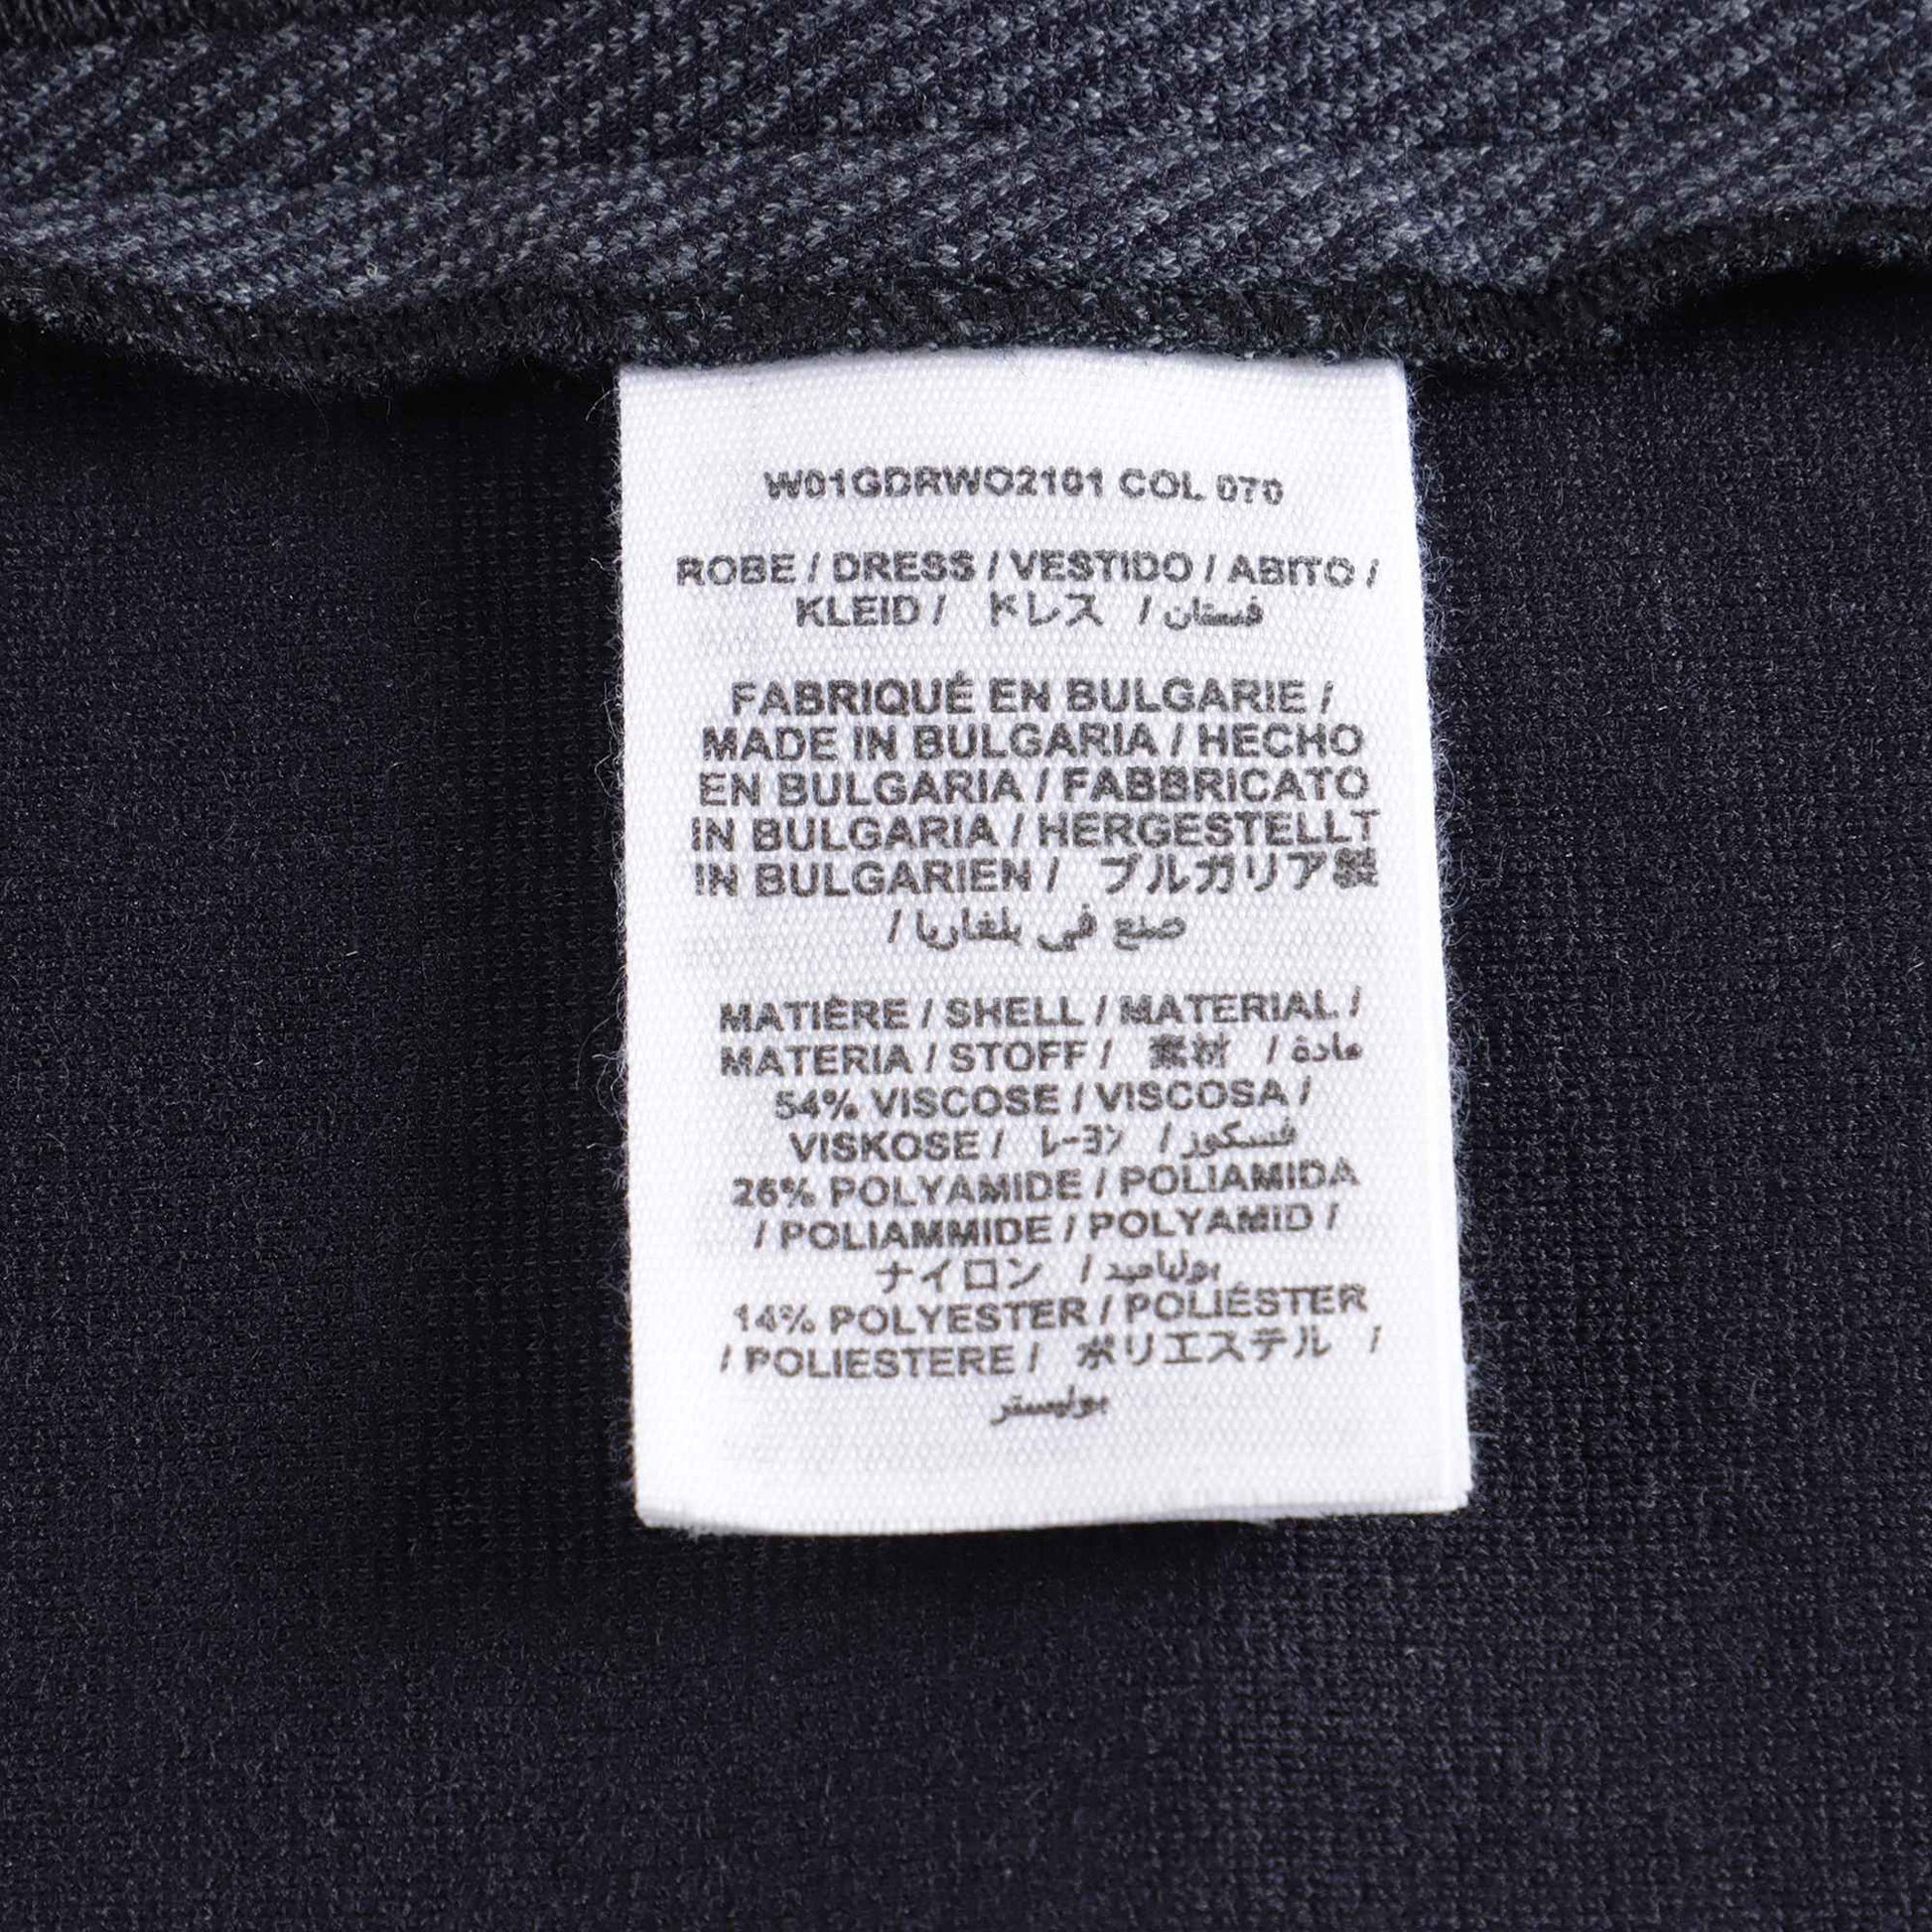 W01GDRWO2101 COL 070
ROBE / DRESS / VESTIDO / ABITO /
KLEID / ドレス / فستان
FABRIQUÉ EN BULGARIE /
MADE IN BULGARIA / HECHO
EN BULGARIA / FABBRICATO
IN BULGARIA / HERGESTELLT
IN BULGARIEN / ブルガリア製
/ صنع في بلغاريا
MATIÈRE / SHELL / MATERIAL /
MATERIA / STOFF / 素材 / مادة
54% VISCOSE / VISCOSA /
VISKOSE / レーヨン / فسكوز
26% POLYAMIDE / POLIAMIDA
/ POLIAMMIDE / POLYAMID /
ナイロン / بولياميد
14% POLYESTER / POLIÉSTER
/ POLIESTERE / ポリエステル /
بوليستر